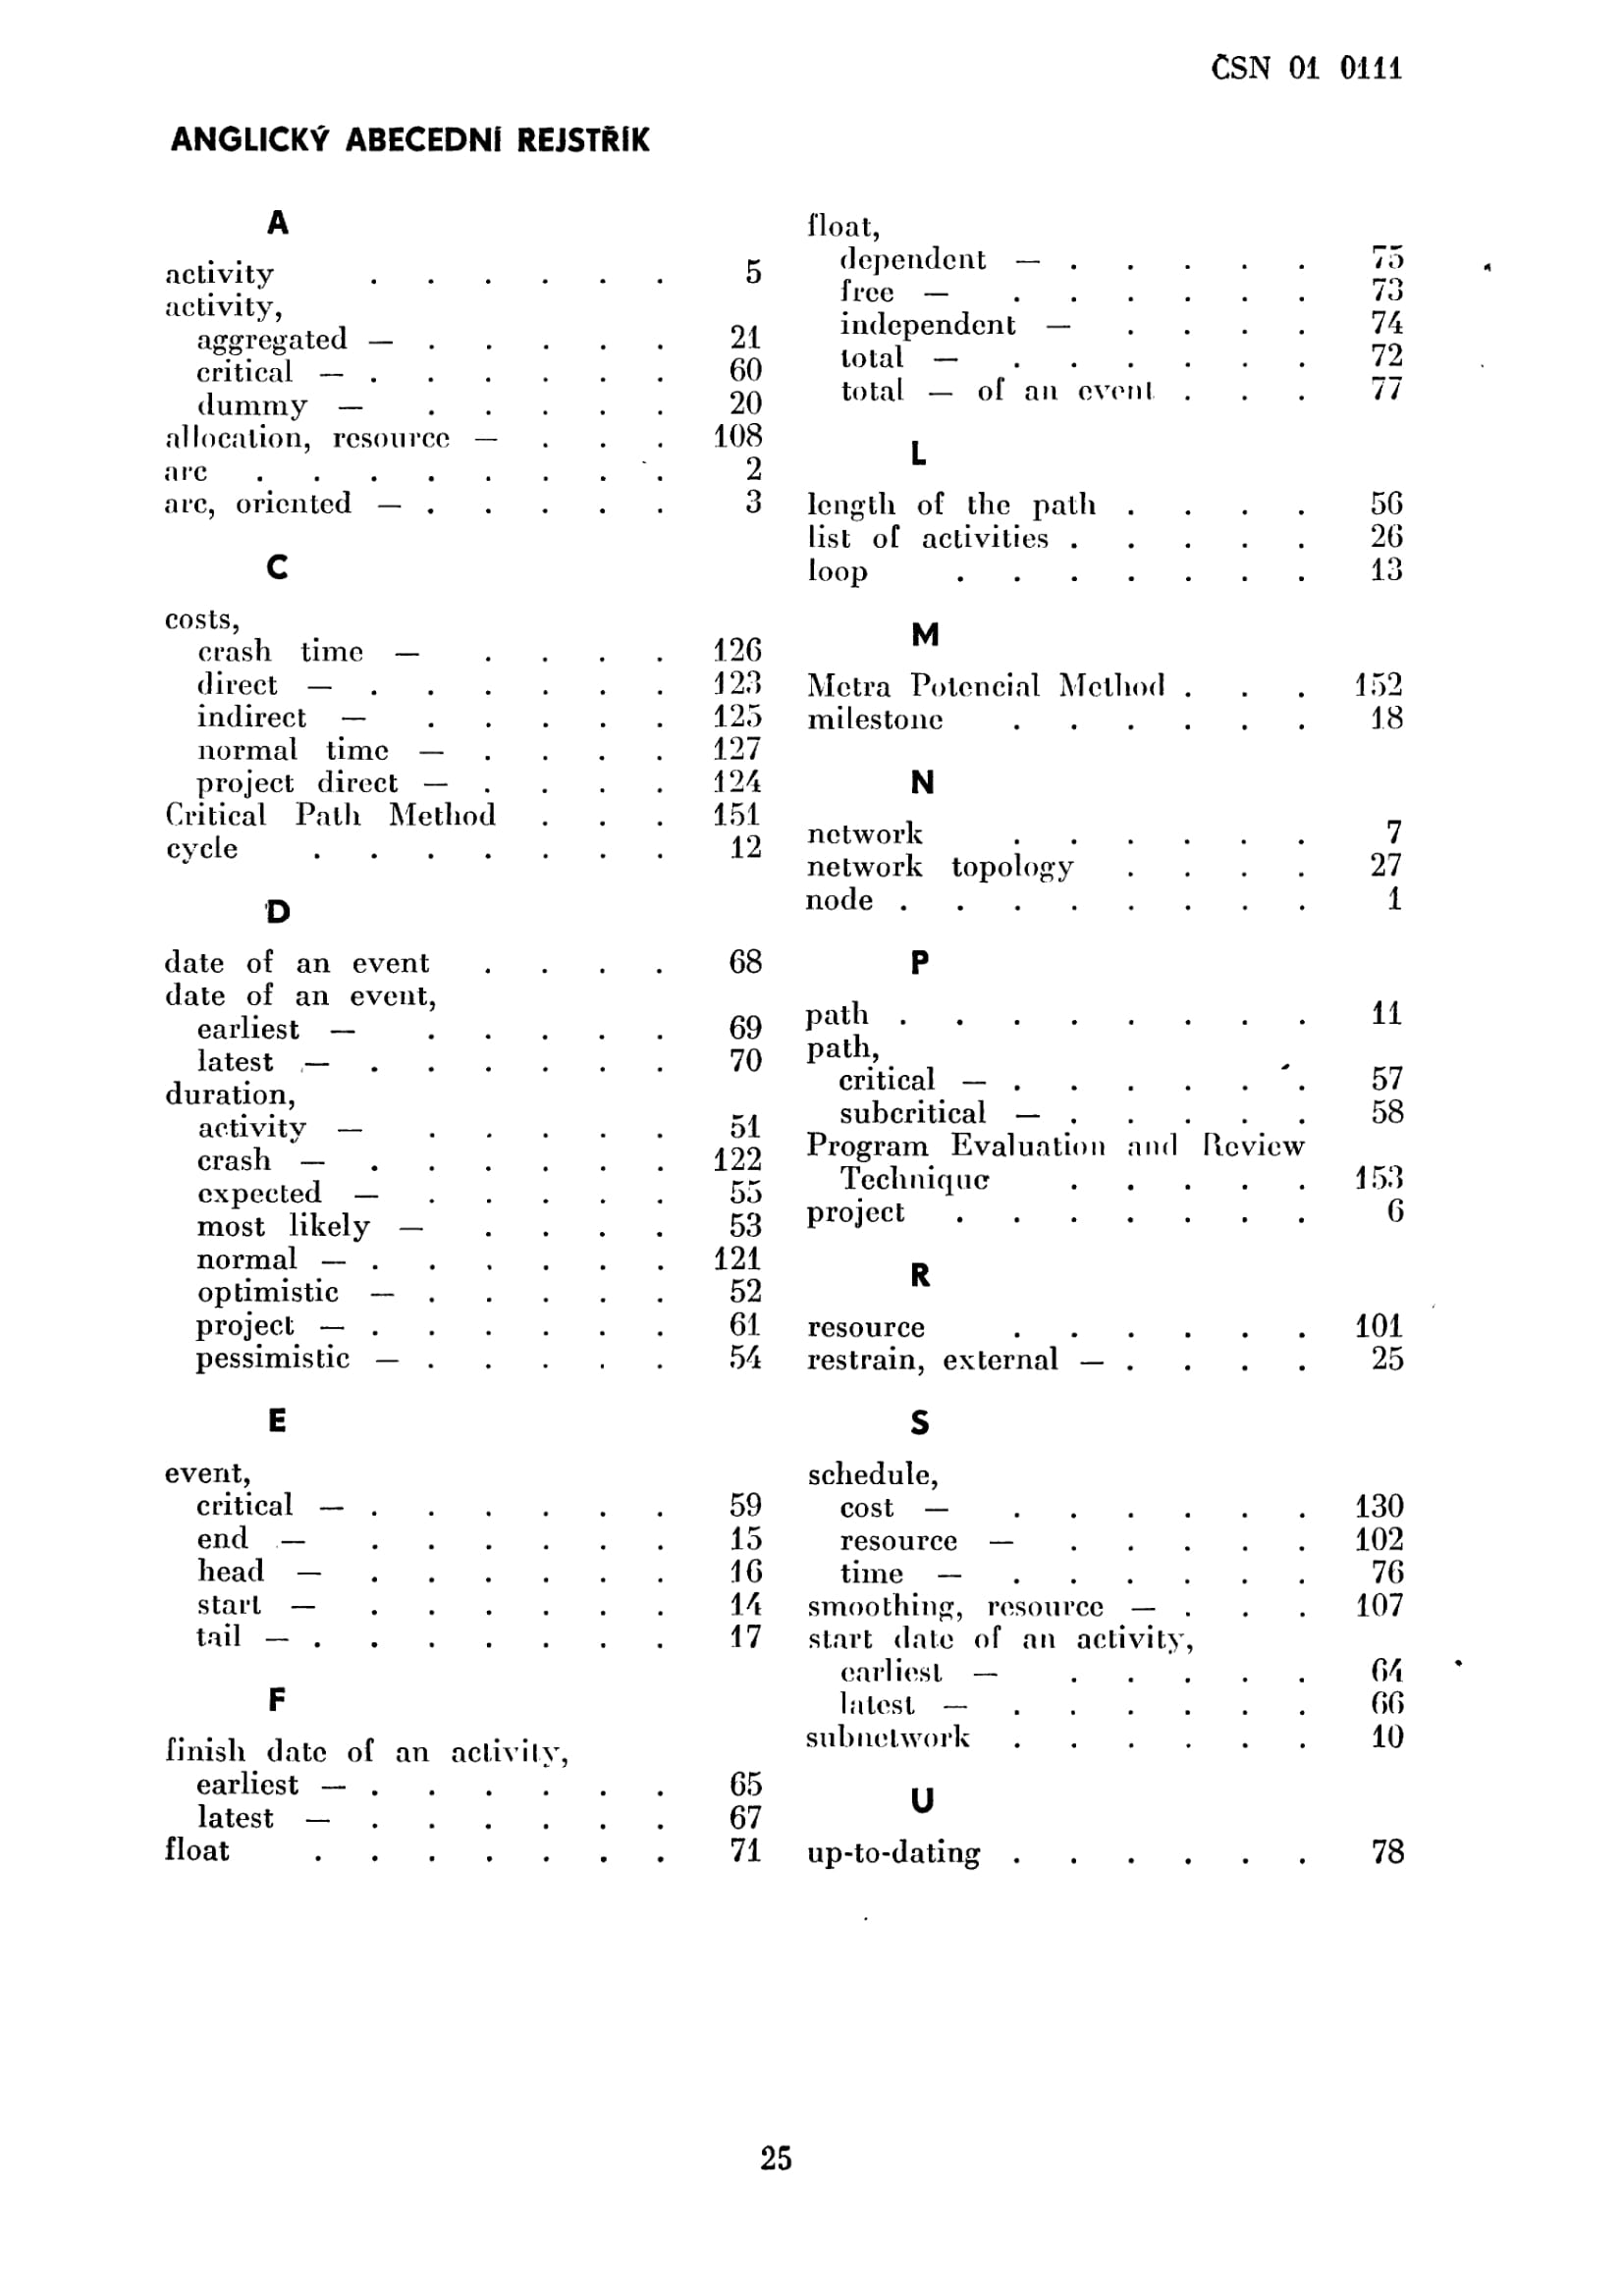 ČSN 01 0111
ANGLICKÝ ABECEDNÍ REJSTŘÍK
A
activity . . . . . . 5
activity,
aggregated — . . . . . 21
critical — . . . . . . 60
dummy — . . . . . 20
allocation, resource — . . . 108
arc . . . . . . . . 2
arc, oriented — . . . . . 3
C
costs,
crash time — . . . . 126
direct — . . . . . . 123
indirect — . . . . . 125
normal time — . . . . 127
project direct — . . . . 124
Critical Path Method . . . 151
cycle . . . . . . . 12
D
date of an event . . . . 68
date of an event,
earliest — . . . . . 69
latest — . . . . . . 70
duration,
activity — . . . . . 51
crash — . . . . . . 122
expected — . . . . . 55
most likely — . . . . 53
normal — . . . . . . 121
optimistic — . . . . . 52
project — . . . . . . 61
pessimistic — . . . . . 54
E
event,
critical — . . . . . . 59
end — . . . . . . 15
head — . . . . . . 16
start — . . . . . . 14
tail — . . . . . . . 17
F
finish date of an activity,
earliest — . . . . . . 65
latest — . . . . . . 67
float . . . . . . . 71
float,
dependent — . . . . . 75
free — . . . . . . 73
independent — . . . . 74
total — . . . . . . 72
total — of an event . . . 77
L
length of the path . . . . 56
list of activities . . . . . 26
loop . . . . . . . 13
M
Metra Potencial Method . . . 152
milestone . . . . . . 18
N
network . . . . . . 7
network topology . . . . 27
node . . . . . . . . 1
P
path . . . . . . . . 11
path,
critical — . . . . . . 57
subcritical — . . . . . 58
Program Evaluation and Review
Technique . . . . . 153
project . . . . . . . 6
R
resource . . . . . . 101
restrain, external — . . . . 25
S
schedule,
cost — . . . . . . 130
resource — . . . . . 102
time — . . . . . . 76
smoothing, resource — . . . 107
start date of an activity,
earliest — . . . . . 64
latest — . . . . . . 66
subnetwork . . . . . . 10
U
up-to-dating . . . . . . 78
25